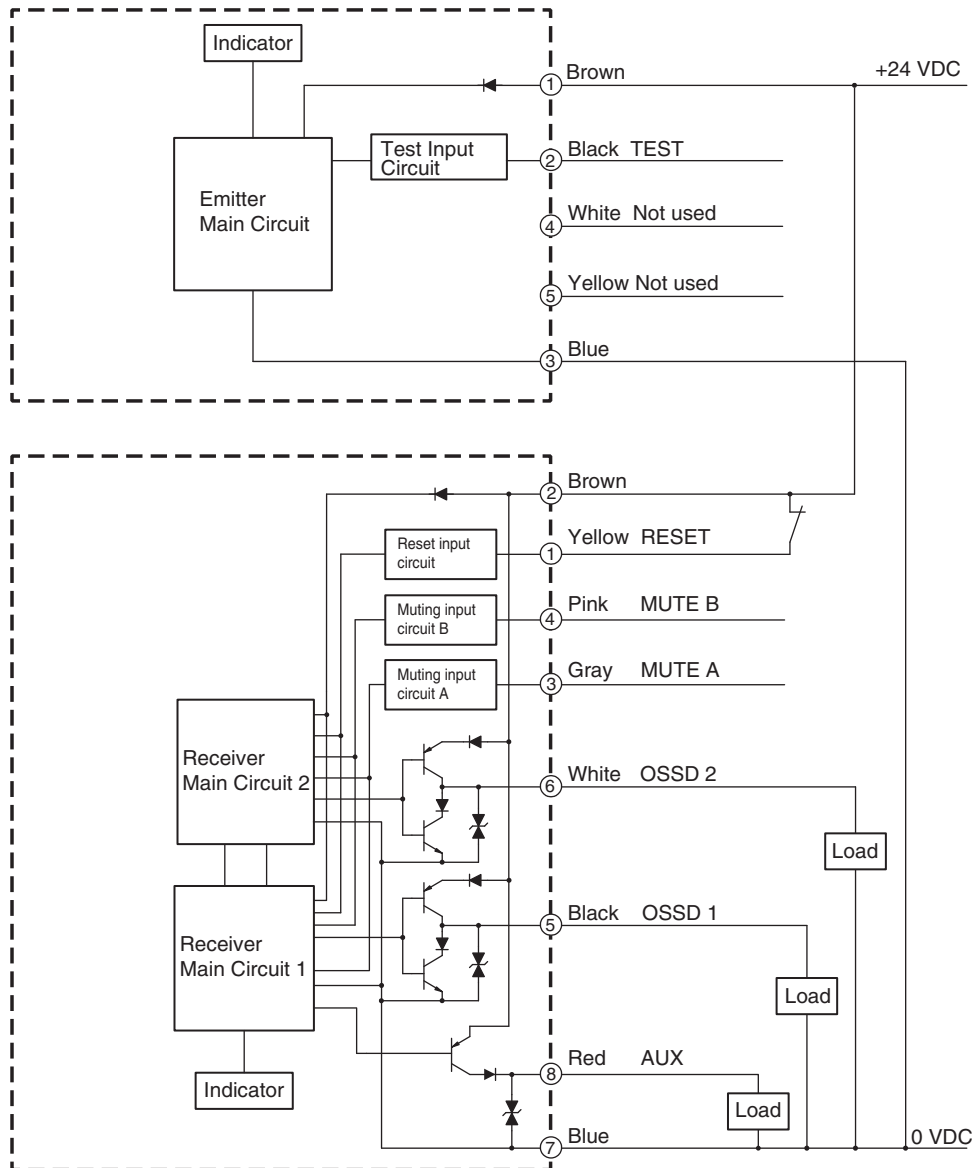 Indicator
① Brown
+24 VDC
Test Input
Circuit
② Black TEST
Emitter
Main Circuit
④ White Not used
⑤ Yellow Not used
③ Blue
② Brown
Reset input
circuit
① Yellow RESET
Muting input
circuit B
④ Pink MUTE B
Muting input
circuit A
③ Gray MUTE A
Receiver
Main Circuit 2
⑥ White OSSD 2
Load
Receiver
Main Circuit 1
⑤ Black OSSD 1
Load
Indicator
⑧ Red AUX
Load
⑦ Blue
0 VDC